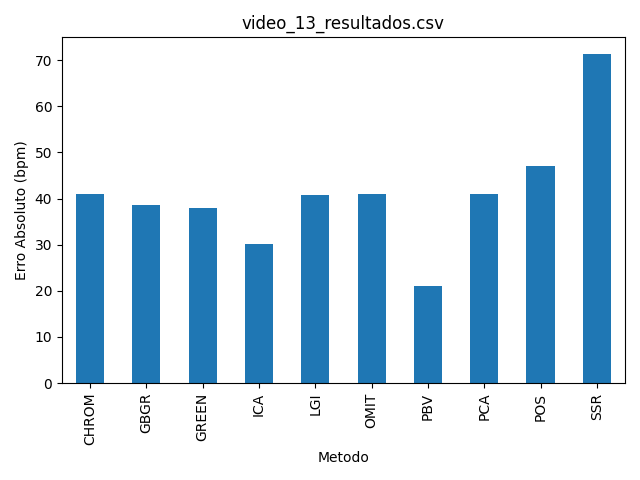 video_13_resultados.csv
Erro Absoluto (bpm)
70
60
50
40
30
20
10
0
CHROM
GBGR
GREEN
ICA
LGI
OMIT
PBV
PCA
POS
SSR
Metodo